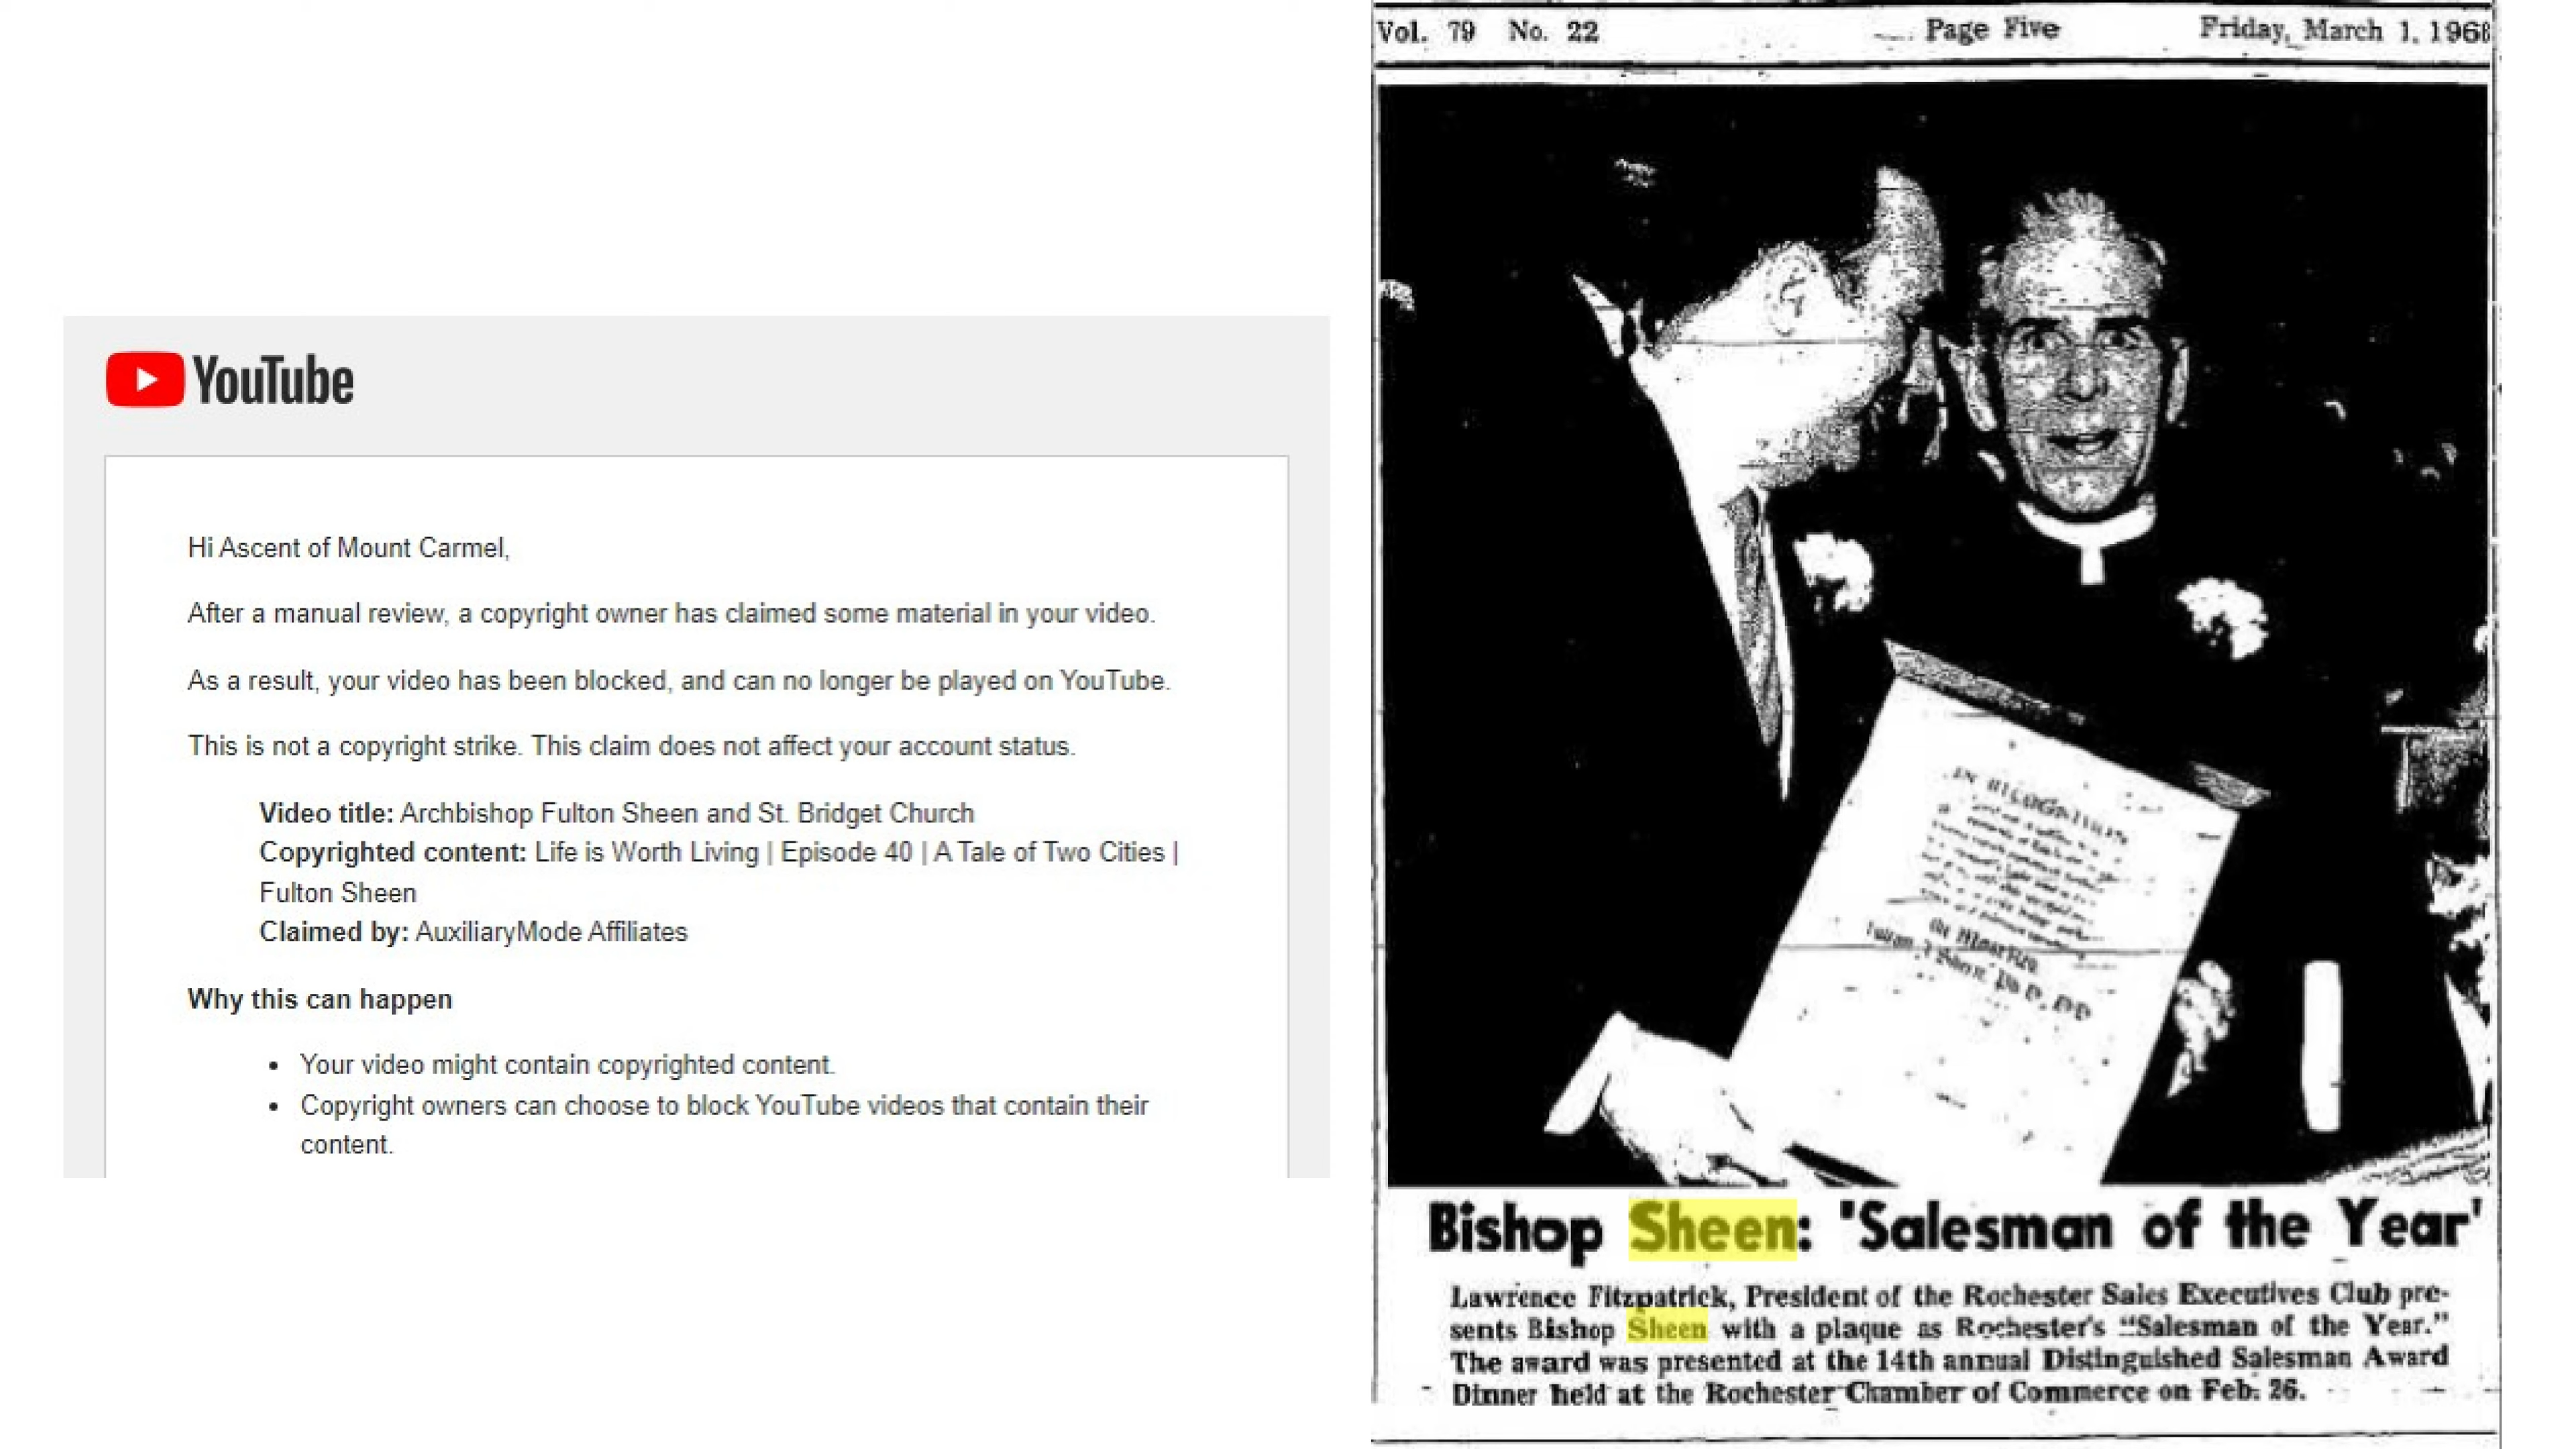 YouTube
Hi Ascent of Mount Carmel,
After a manual review, a copyright owner has claimed some material in your video.
As a result, your video has been blocked, and can no longer be played on YouTube.
This is not a copyright strike. This claim does not affect your account status.
Video title: Archbishop Fulton Sheen and St. Bridget Church
Copyrighted content: Life is Worth Living | Episode 40 | A Tale of Two Cities |
Fulton Sheen
Claimed by: AuxiliaryMode Affiliates
Why this can happen
• Your video might contain copyrighted content.
• Copyright owners can choose to block YouTube videos that contain their
content.
Vol. 79 No. 22 Page Five Friday, March 1, 1968
Bishop Sheen: 'Salesman of the Year'
Lawrence Fitzpatrick, President of the Rochester Sales Executives Club pre-
sents Bishop Sheen with a plaque as Rochester's "Salesman of the Year."
The award was presented at the 14th annual Distinguished Salesman Award
Dinner held at the Rochester Chamber of Commerce on Feb. 26.